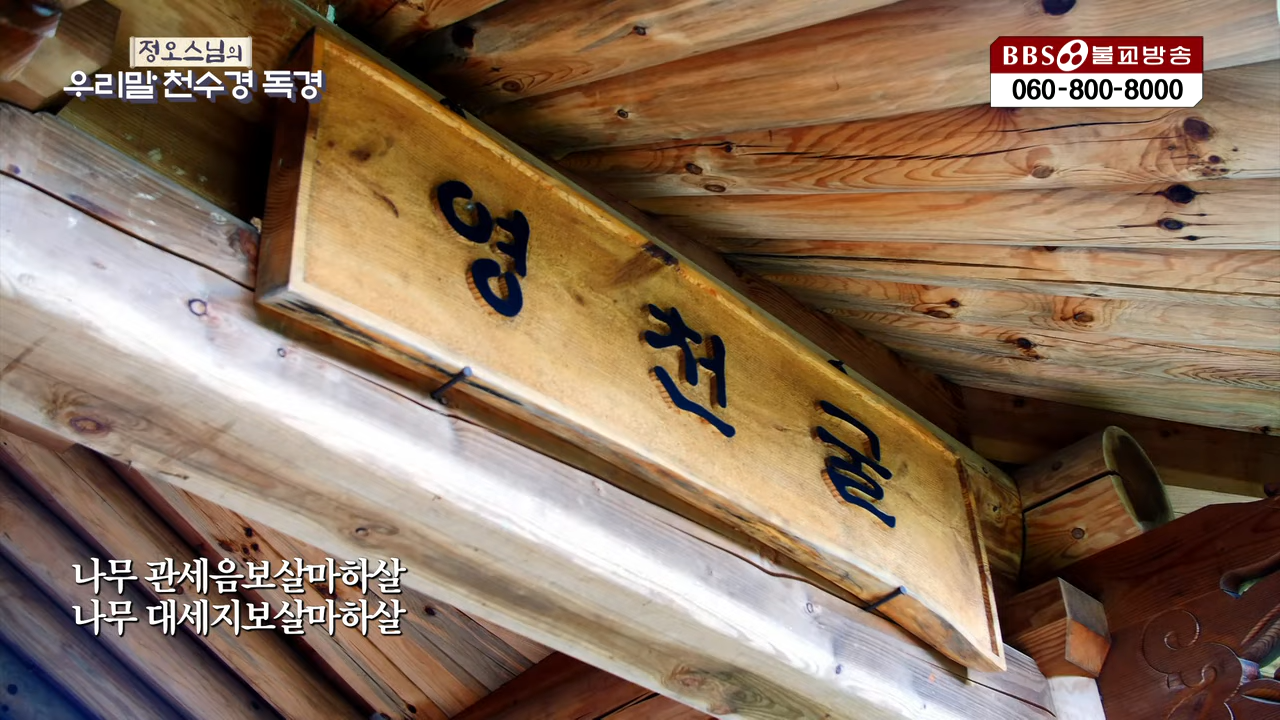 정오스님의
우리말 천수경 독경
BBS 불교방송
060-800-8000
영천굴
나무 관세음보살마하살
나무 대세지보살마하살